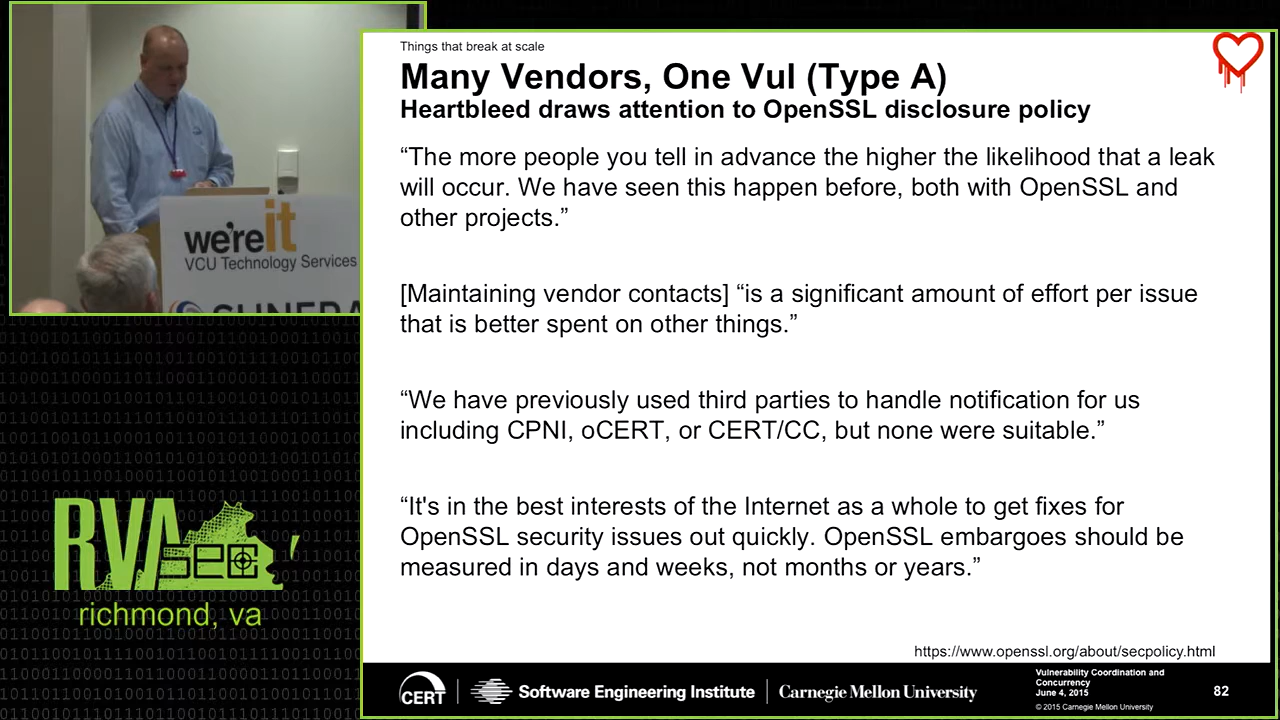 we're it
VCU Technology Services
RVA
SEC
richmond, va
Things that break at scale
Many Vendors, One Vul (Type A)
Heartbleed draws attention to OpenSSL disclosure policy
“The more people you tell in advance the higher the likelihood that a leak
will occur. We have seen this happen before, both with OpenSSL and
other projects.”
[Maintaining vendor contacts] “is a significant amount of effort per issue
that is better spent on other things.”
“We have previously used third parties to handle notification for us
including CPNI, oCERT, or CERT/CC, but none were suitable.”
“It's in the best interests of the Internet as a whole to get fixes for
OpenSSL security issues out quickly. OpenSSL embargoes should be
measured in days and weeks, not months or years.”
https://www.openssl.org/about/secpolicy.html
CERT
Software Engineering Institute
Carnegie Mellon University
Vulnerability Coordination and
Concurrency
June 4, 2015
© 2015 Carnegie Mellon University
82